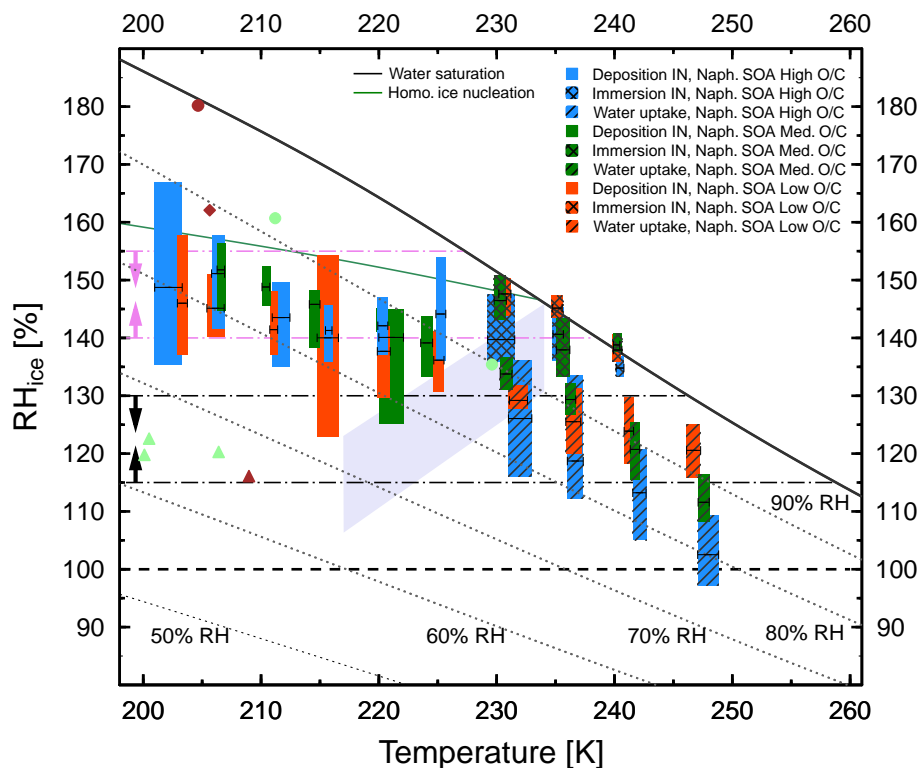 200 210 220 230 240 250 260
Water saturation
Homo. ice nucleation
Deposition IN, Naph. SOA High O/C
Immersion IN, Naph. SOA High O/C
Water uptake, Naph. SOA High O/C
Deposition IN, Naph. SOA Med. O/C
Immersion IN, Naph. SOA Med. O/C
Water uptake, Naph. SOA Med. O/C
Deposition IN, Naph. SOA Low O/C
Immersion IN, Naph. SOA Low O/C
Water uptake, Naph. SOA Low O/C
180 180
170 170
160 160
150 150
140 140
130 130
120 120
110 110
100 100
90 90
RHice [%]
90% RH
50% RH
60% RH
70% RH
80% RH
200 210 220 230 240 250 260
Temperature [K]